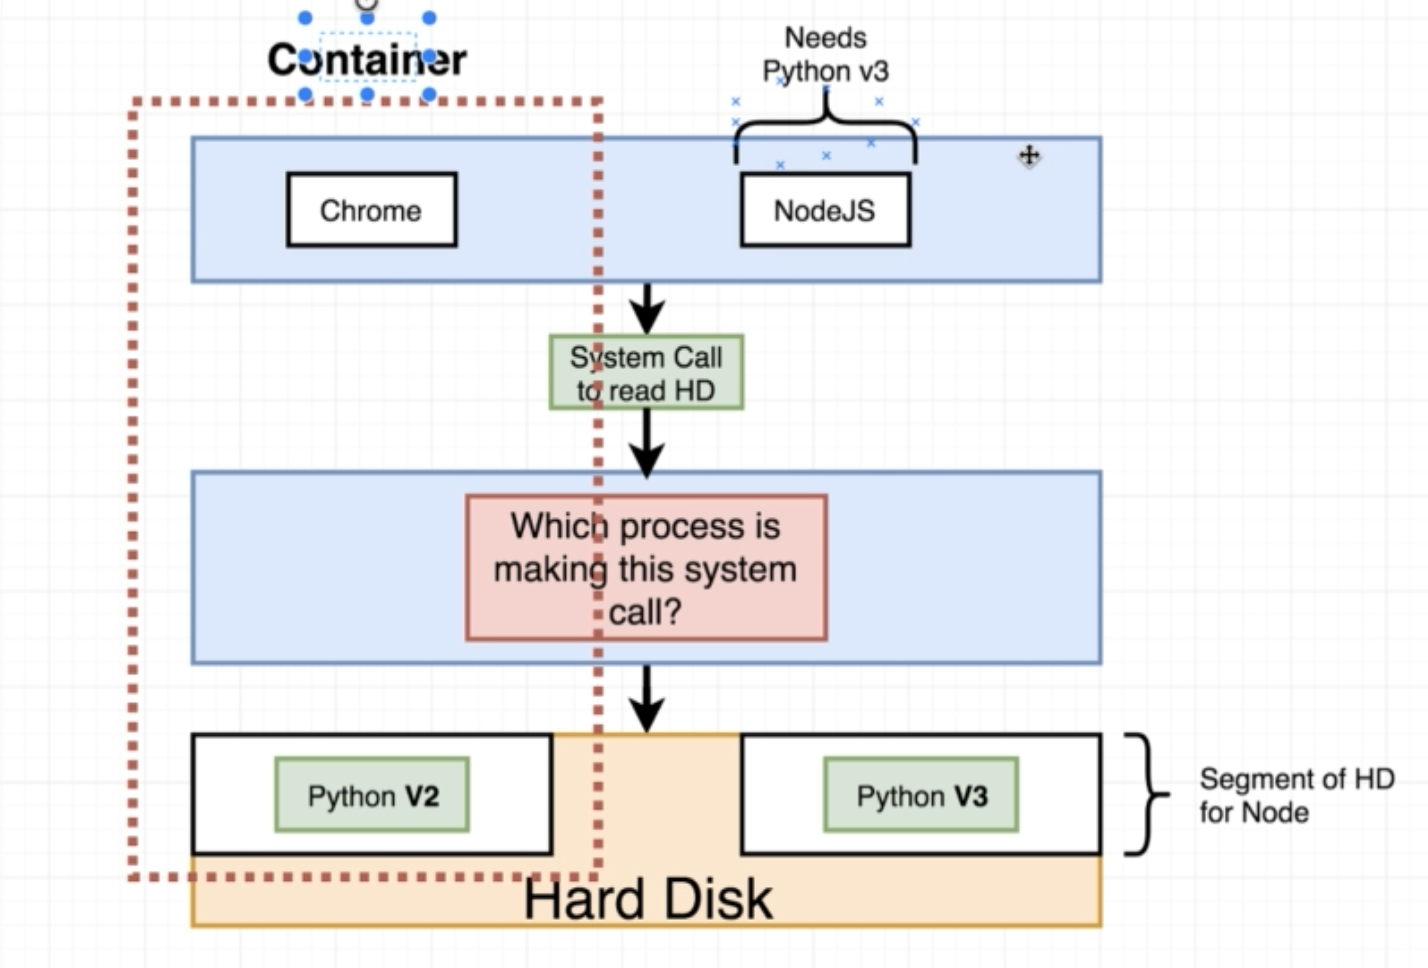 Container
Needs
Python v3
Chrome
NodeJS
System Call
to read HD
Which process is
making this system
call?
Python V2
Python V3
Segment of HD
for Node
Hard Disk